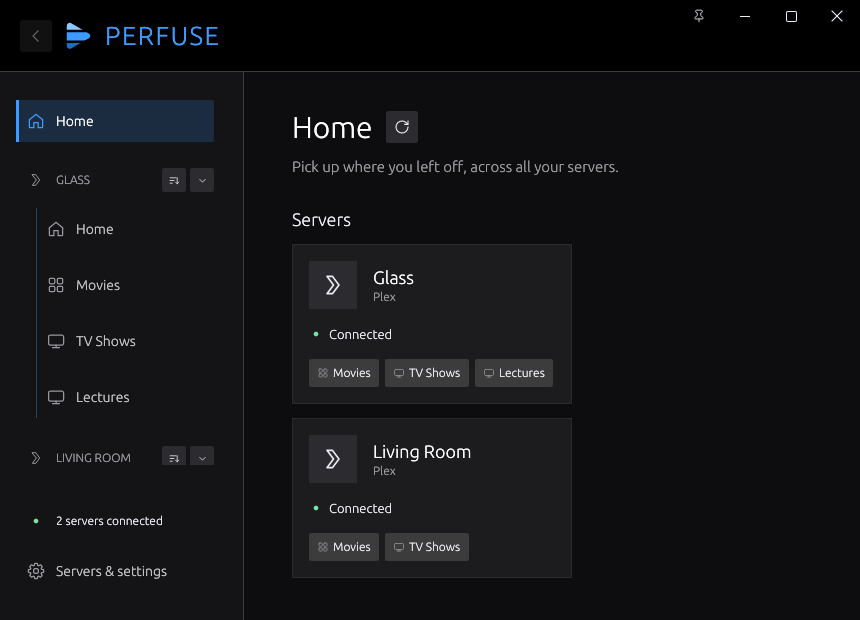 PERFUSE
Home
GLASS
Home
Movies
TV Shows
Lectures
LIVING ROOM
2 servers connected
Servers & settings
Home
Pick up where you left off, across all your servers.
Servers
Glass
Plex
Connected
Movies TV Shows Lectures
Living Room
Plex
Connected
Movies TV Shows